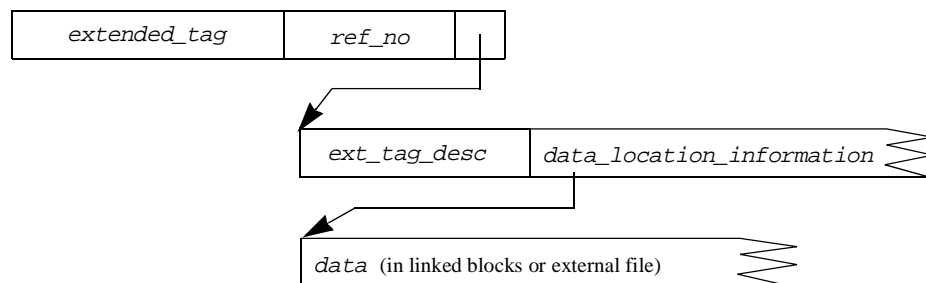 extended_tag ref_no
ext_tag_desc data_location_information
data (in linked blocks or external file)